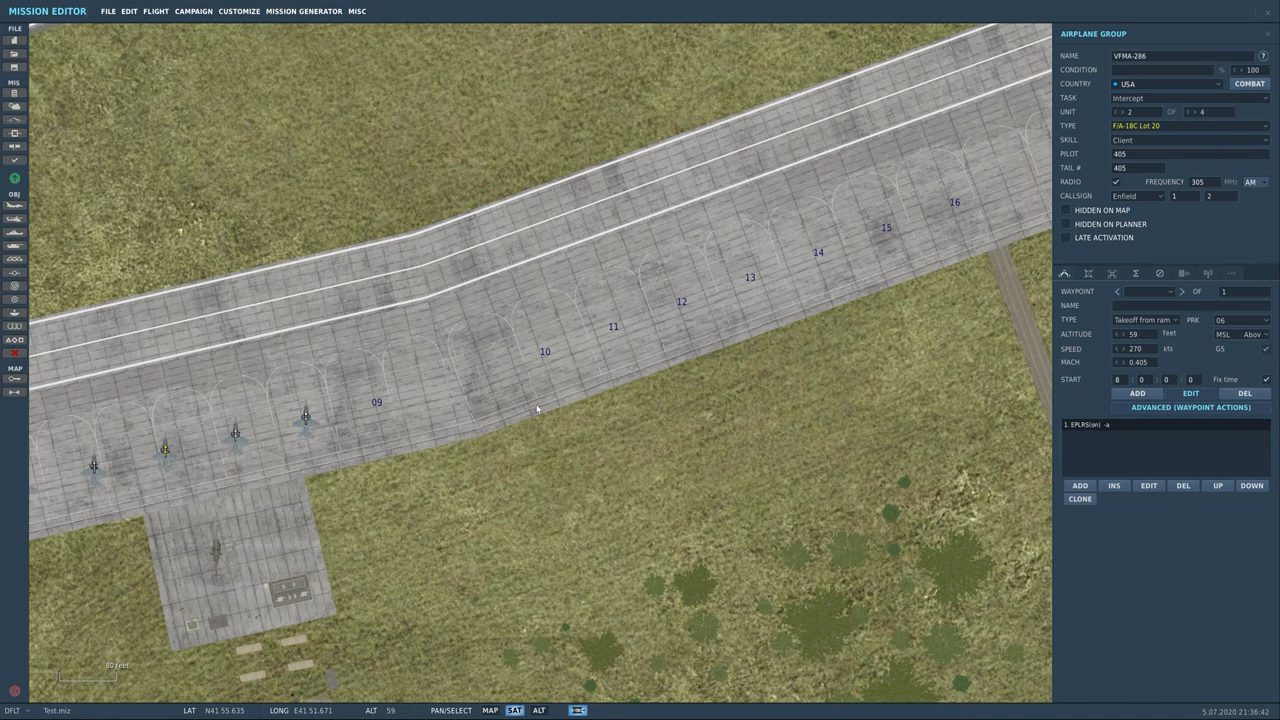 MISSION EDITOR FILE EDIT FLIGHT CAMPAIGN CUSTOMIZE MISSION GENERATOR MISC
FILE
MIS
OBJ
MAP
16
15
14
13
12
11
10
09
80 feet
AIRPLANE GROUP
NAME VFMA-286 ?
CONDITION % < > 100
COUNTRY USA COMBAT
TASK Intercept
UNIT < > 2 OF < > 4
TYPE F/A-18C Lot 20
SKILL Client
PILOT 405
TAIL # 405
RADIO FREQUENCY 305 MHz AM
CALLSIGN Enfield 1 2
HIDDEN ON MAP
HIDDEN ON PLANNER
LATE ACTIVATION
WAYPOINT < > OF 1
NAME
TYPE Takeoff from ram PRK 06
ALTITUDE < > 59 feet MSL Abov
SPEED < > 270 kts GS
MACH < > 0.405
START 8 : 0 : 0 / 0 Fix time
ADD EDIT DEL
ADVANCED (WAYPOINT ACTIONS)
1. EPLRS(on) -a
ADD INS EDIT DEL UP DOWN
CLONE
DFLT Test.miz LAT N41 55.635 LONG E41 51.671 ALT 59 PAN/SELECT MAP SAT ALT 5.07.2020 21:36:42